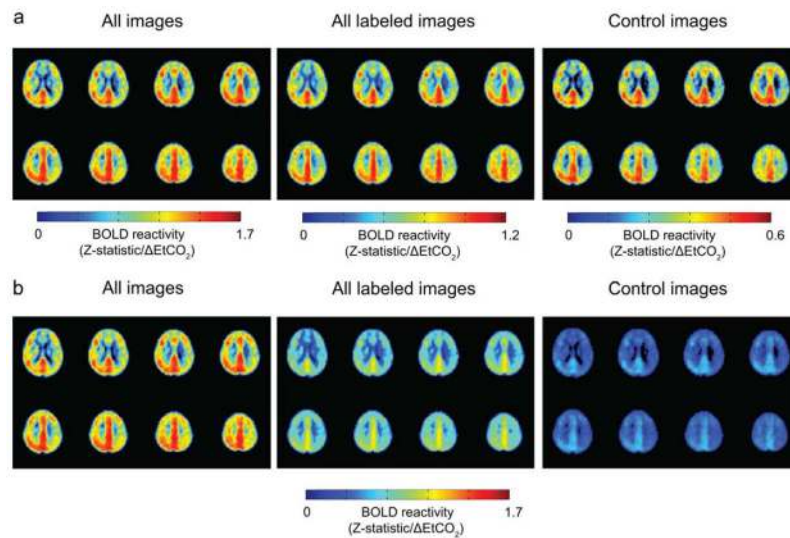 a
All images
All labeled images
Control images
0
BOLD reactivity
(Z-statistic/ΔEtCO₂)
1.7
0
BOLD reactivity
(Z-statistic/ΔEtCO₂)
1.2
0
BOLD reactivity
(Z-statistic/ΔEtCO₂)
0.6
b
All images
All labeled images
Control images
0
BOLD reactivity
(Z-statistic/ΔEtCO₂)
1.7